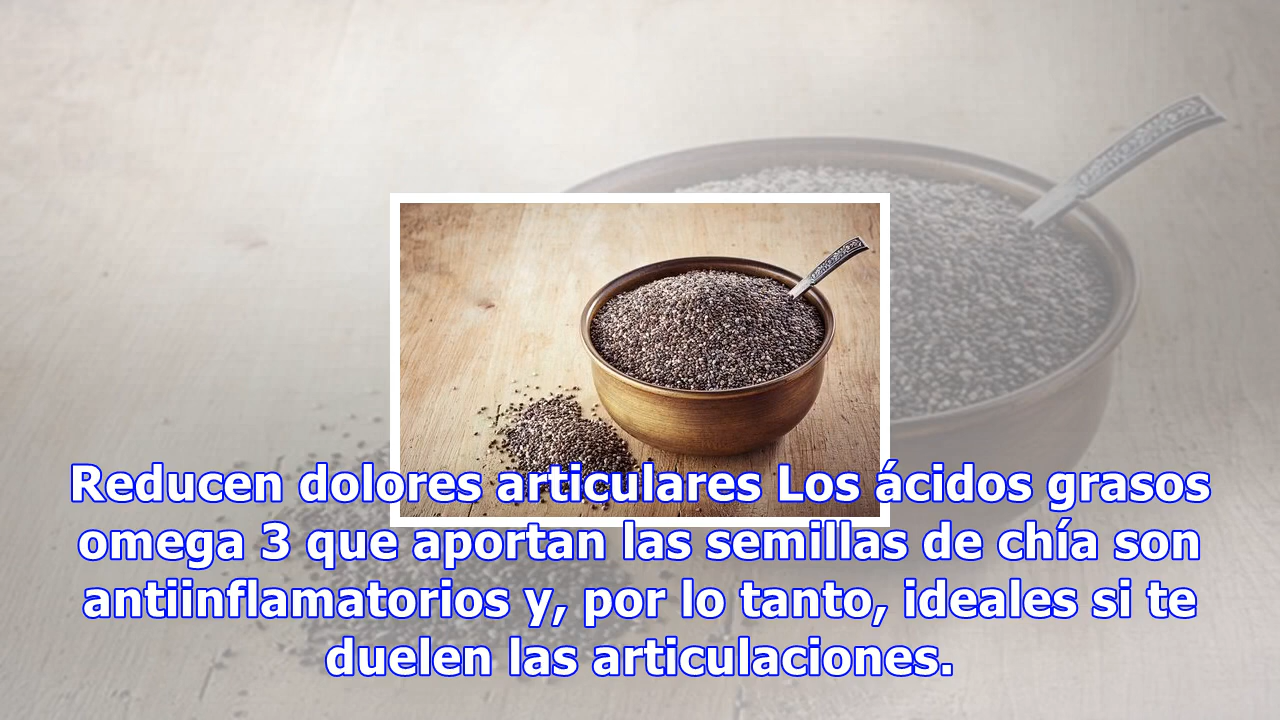 Reducen dolores articulares Los ácidos grasos
omega 3 que aportan las semillas de chía son
antiinflamatorios y, por lo tanto, ideales si te
duelen las articulaciones.